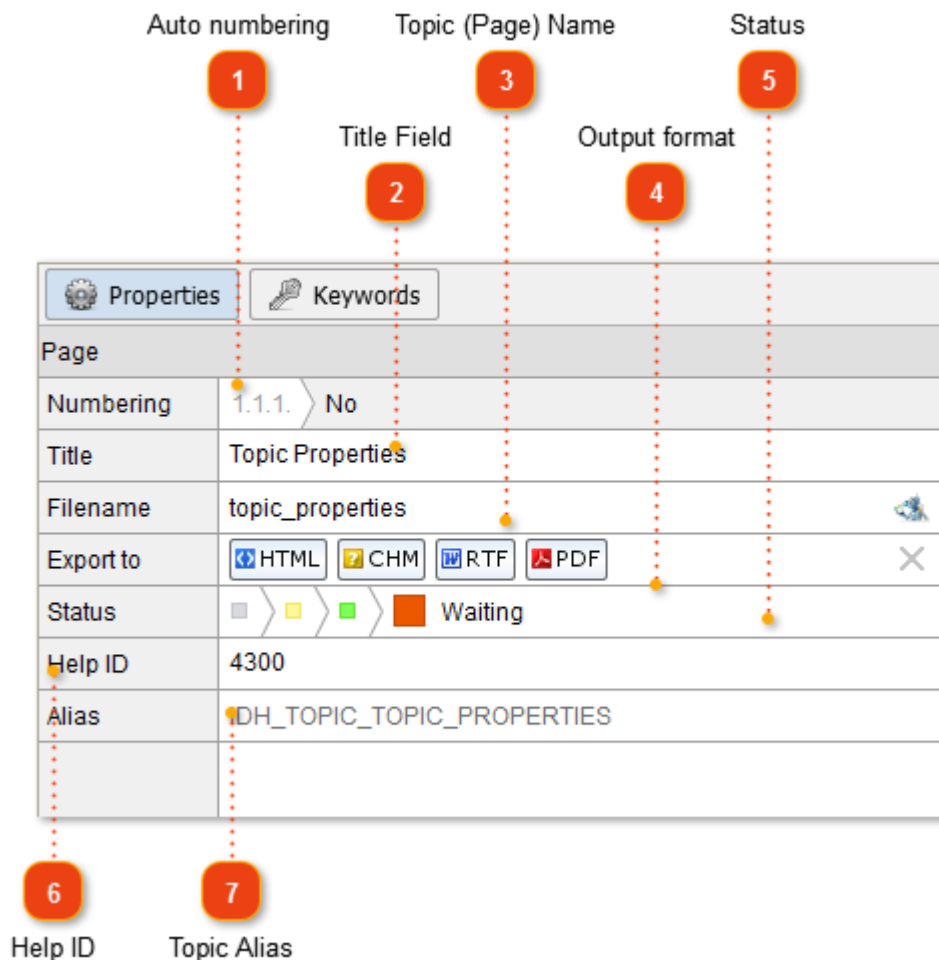 Auto numbering Topic (Page) Name Status
1 3 5
Title Field Output format
2 4
Properties Keywords
Page
Numbering 1.1.1. No
Title Topic Properties
Filename topic_properties
Export to HTML CHM RTF PDF
Status Waiting
Help ID 4300
Alias IDH_TOPIC_TOPIC_PROPERTIES
6 7
Help ID Topic Alias